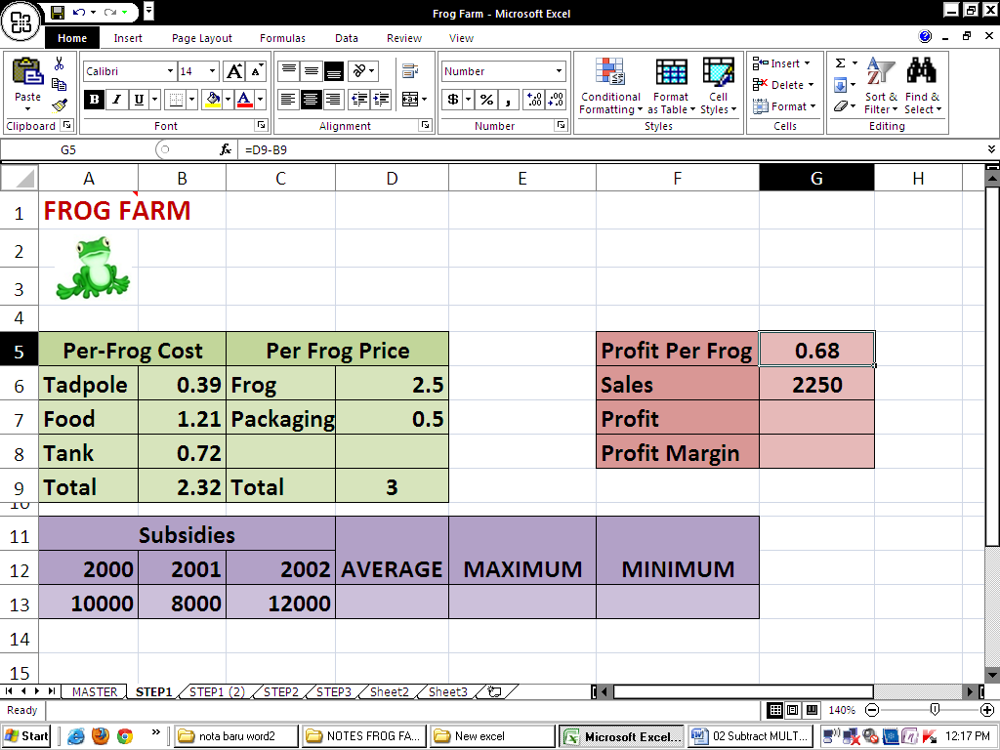 Frog Farm - Microsoft Excel
Home Insert Page Layout Formulas Data Review View
Calibri 14 A A Number Insert Σ
Paste B I U A $ % , Conditional Formatting Format as Table Cell Styles Delete Format Sort & Filter Find & Select
Clipboard Font Alignment Number Styles Cells Editing
G5 fx =D9-B9
A B C D E F G H
1 FROG FARM
2
3
4
5 Per-Frog Cost Per Frog Price Profit Per Frog 0.68
6 Tadpole 0.39 Frog 2.5 Sales 2250
7 Food 1.21 Packaging 0.5 Profit
8 Tank 0.72 Profit Margin
9 Total 2.32 Total 3
10
11 Subsidies
12 2000 2001 2002 AVERAGE MAXIMUM MINIMUM
13 10000 8000 12000
14
15
MASTER STEP1 STEP1 (2) STEP2 STEP3 Sheet2 Sheet3
Ready 140%
Start nota baru word2 NOTES FROG FA... New excel Microsoft Excel... 02 Subtract MULT... 12:17 PM